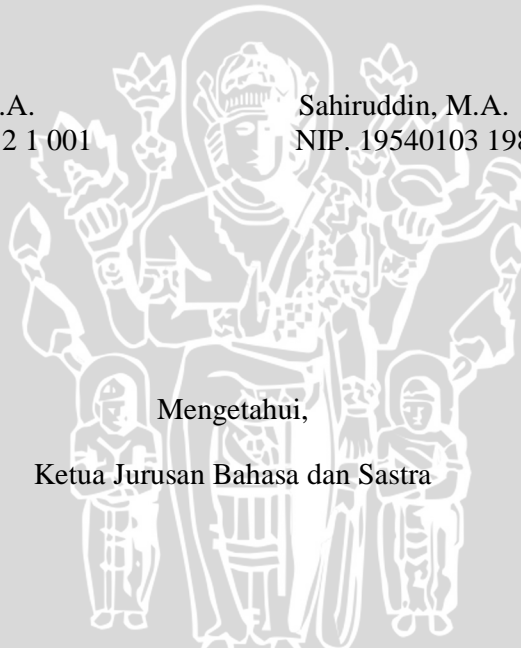 .A. Sahiruddin, M.A.
2 1 001 NIP. 19540103 198
Mengetahui,
Ketua Jurusan Bahasa dan Sastra